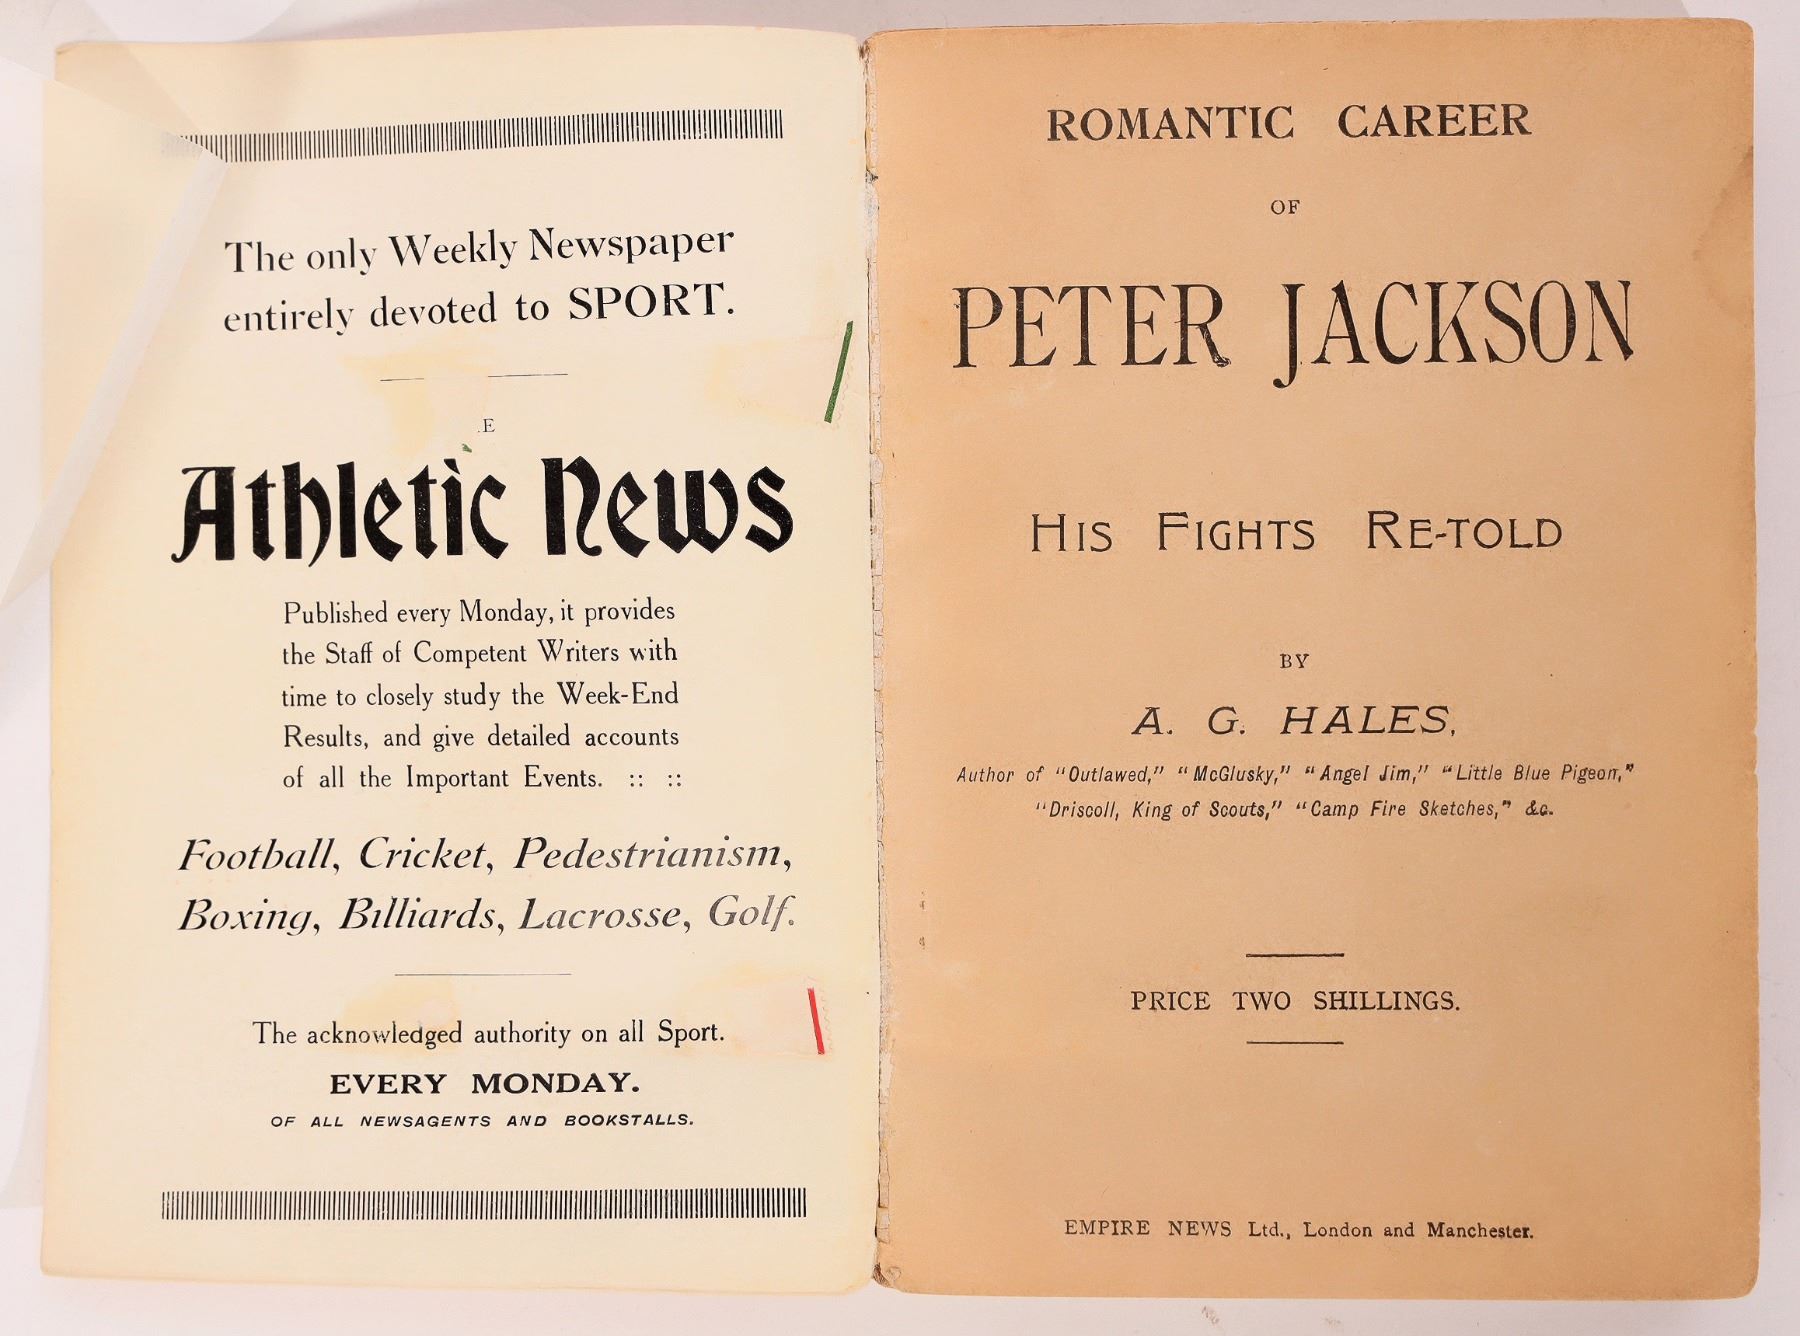 The only Weekly Newspaper
entirely devoted to SPORT.
E
Athletic News
Published every Monday, it provides
the Staff of Competent Writers with
time to closely study the Week-End
Results, and give detailed accounts
of all the Important Events. :: ::
Football, Cricket, Pedestrianism,
Boxing, Billiards, Lacrosse, Golf.
The acknowledged authority on all Sport.
EVERY MONDAY.
OF ALL NEWSAGENTS AND BOOKSTALLS.
ROMANTIC CAREER
OF
PETER JACKSON
HIS FIGHTS RE-TOLD
BY
A. G. HALES,
Author of "Outlawed," "McGlusky," "Angel Jim," "Little Blue Pigeon,"
"Driscoll, King of Scouts," "Camp Fire Sketches," &c.
PRICE TWO SHILLINGS.
EMPIRE NEWS Ltd., London and Manchester.